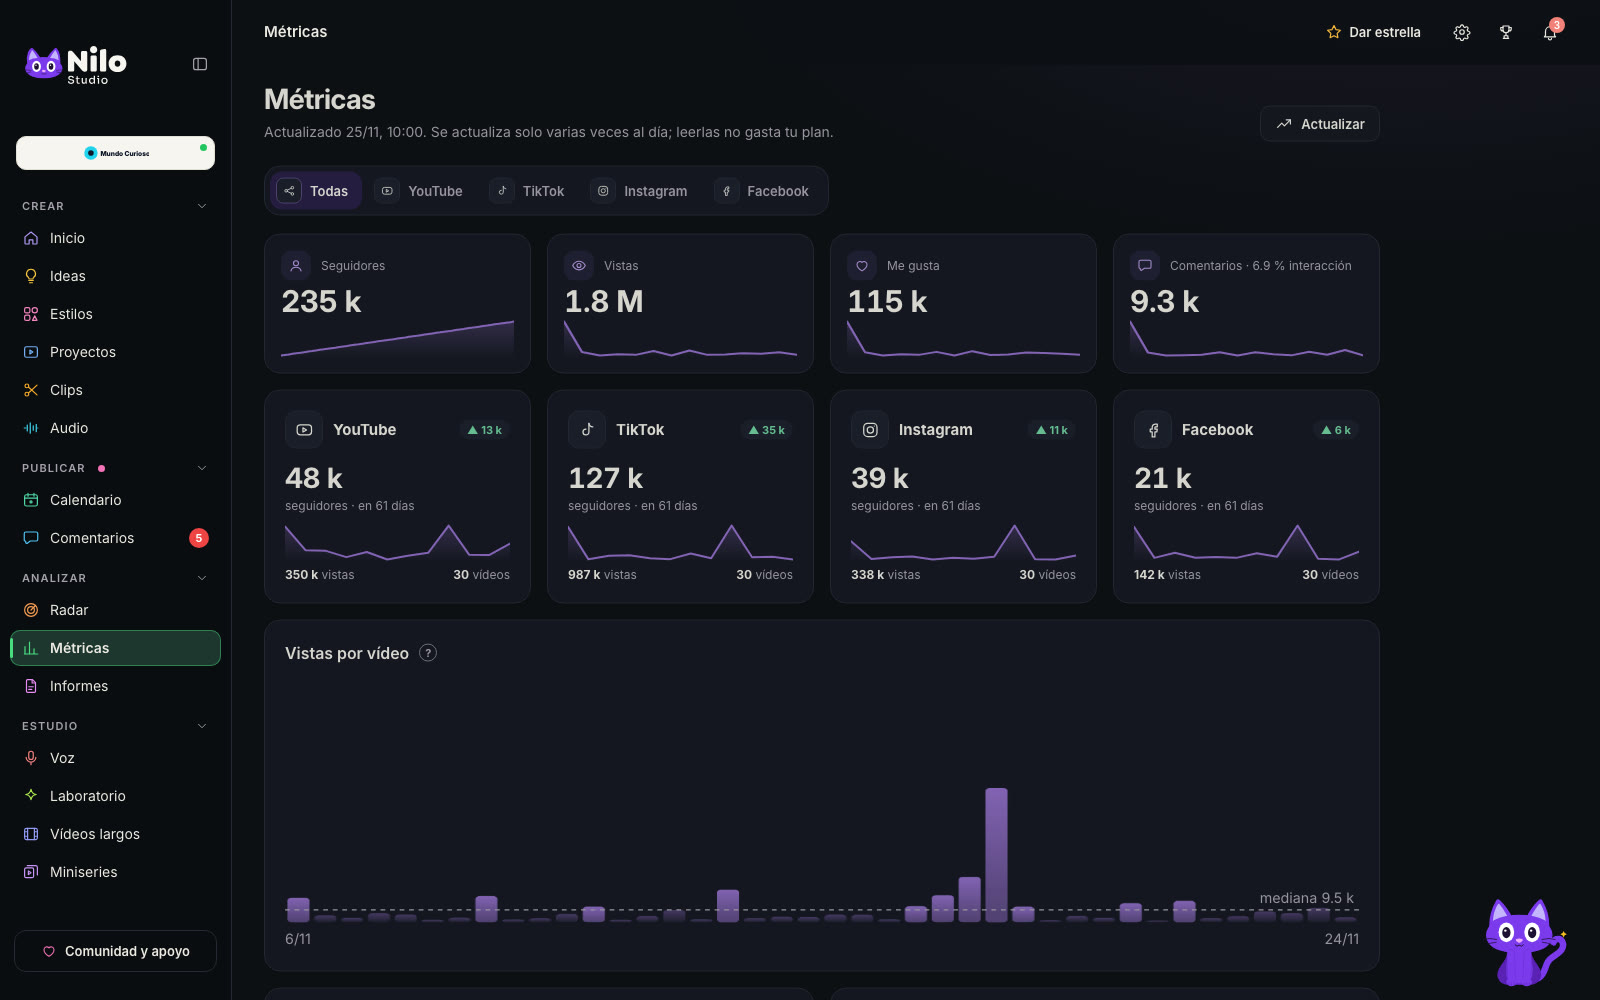 Nilo
Studio
Mundo Curioso
CREAR
Inicio
Ideas
Estilos
Proyectos
Clips
Audio
PUBLICAR
Calendario
Comentarios 5
ANALIZAR
Radar
Métricas
Informes
ESTUDIO
Voz
Laboratorio
Vídeos largos
Miniseries
Comunidad y apoyo
Métricas
Dar estrella
3
Métricas
Actualizado 25/11, 10:00. Se actualiza solo varias veces al día; leerlas no gasta tu plan.
Actualizar
Todas YouTube TikTok Instagram Facebook
Seguidores
235 k
Vistas
1.8 M
Me gusta
115 k
Comentarios · 6.9 % interacción
9.3 k
YouTube ▲ 13 k
48 k
seguidores · en 61 días
350 k vistas 30 vídeos
TikTok ▲ 35 k
127 k
seguidores · en 61 días
987 k vistas 30 vídeos
Instagram ▲ 11 k
39 k
seguidores · en 61 días
338 k vistas 30 vídeos
Facebook ▲ 6 k
21 k
seguidores · en 61 días
142 k vistas 30 vídeos
Vistas por vídeo ?
mediana 9.5 k
6/11 24/11